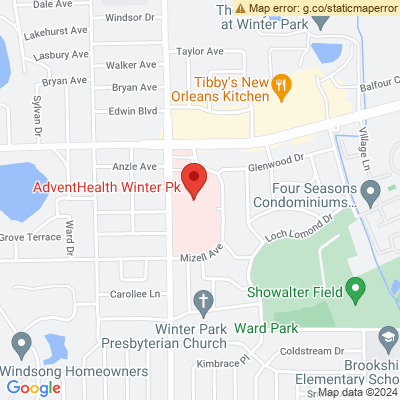 Dale Ave
Map error: g.co/staticmaperror
Windsor Dr
Lakehurst Ave
at Winter Park
Lasbury Ave
Taylor Ave
Walker Ave
Bryan Ave
Bryan Ave
Tibby's New
Orleans Kitchen
Balfour C
Sylvan Dr
Edwin Blvd
Village Ln
Anzle Ave
Glenwood Dr
AdventHealth Winter Pk
Four Seasons
Condominiums...
Ward Dr
Grove Terrace
Loch Lomond Dr
Mizell Ave
Carollee Ln
Showalter Field
Winter Park
Presbyterian Church
Ward Park
Windsong Homeowners
Coldstream Dr
Kimbrace Pl
Brookshi
Elementary Schoo
Google
Map data ©2024